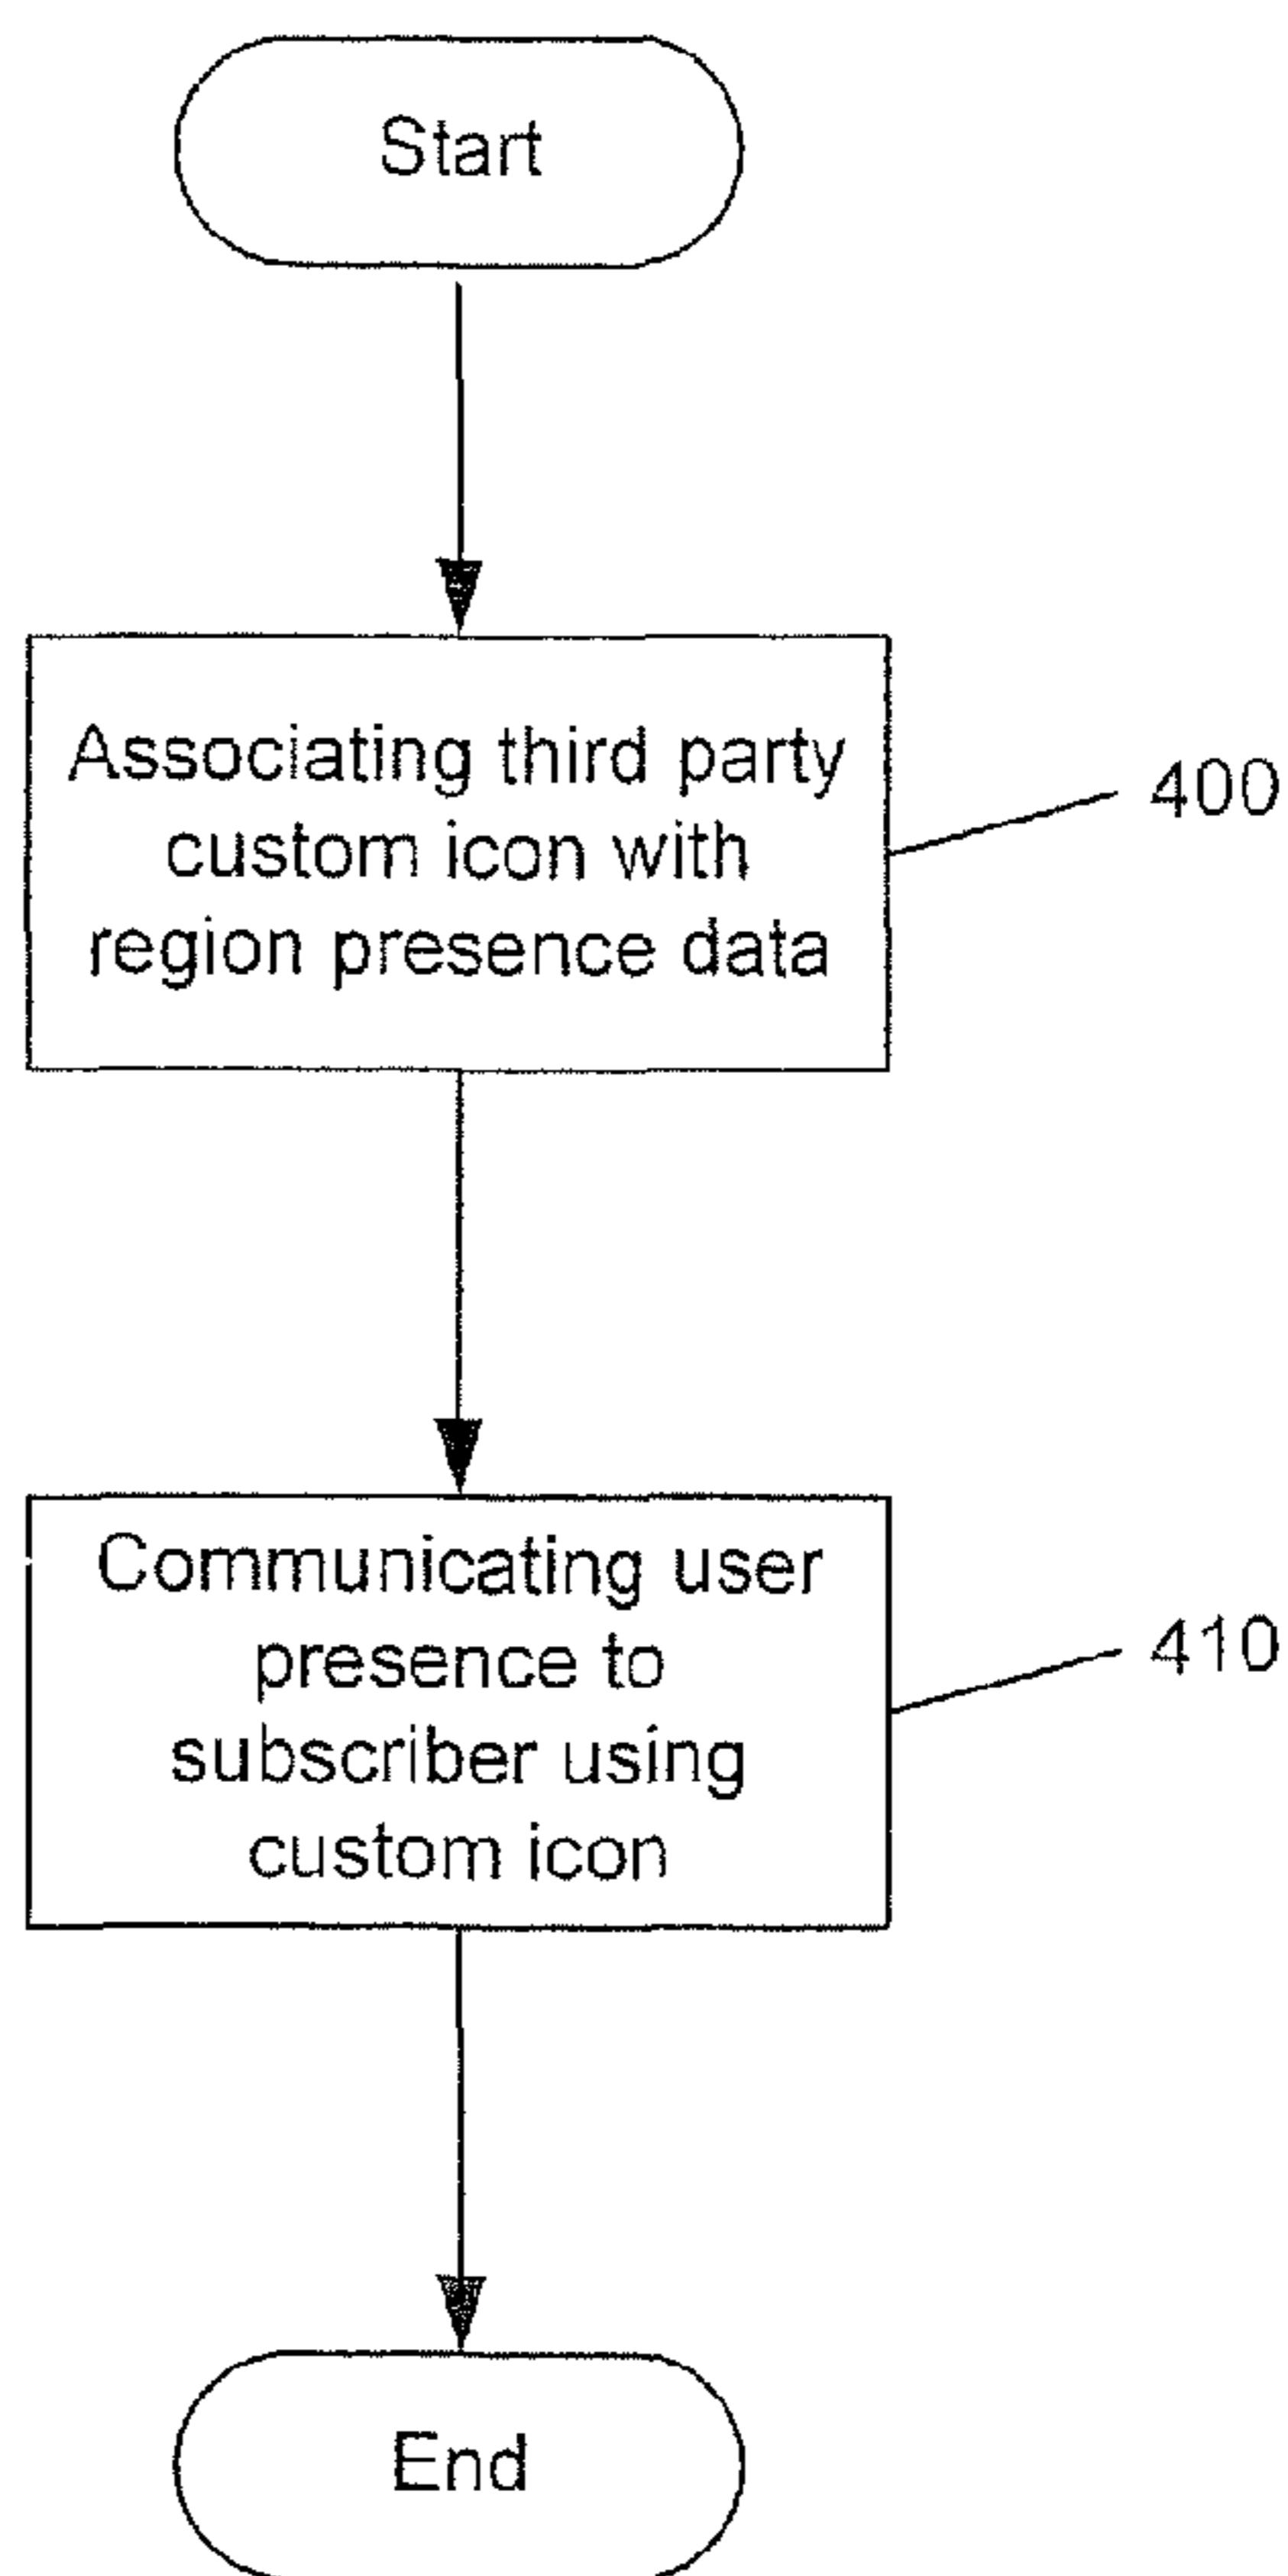 Start
Associating third party
custom icon with
region presence data
400
Communicating user
presence to
subscriber using
custom icon
410
End